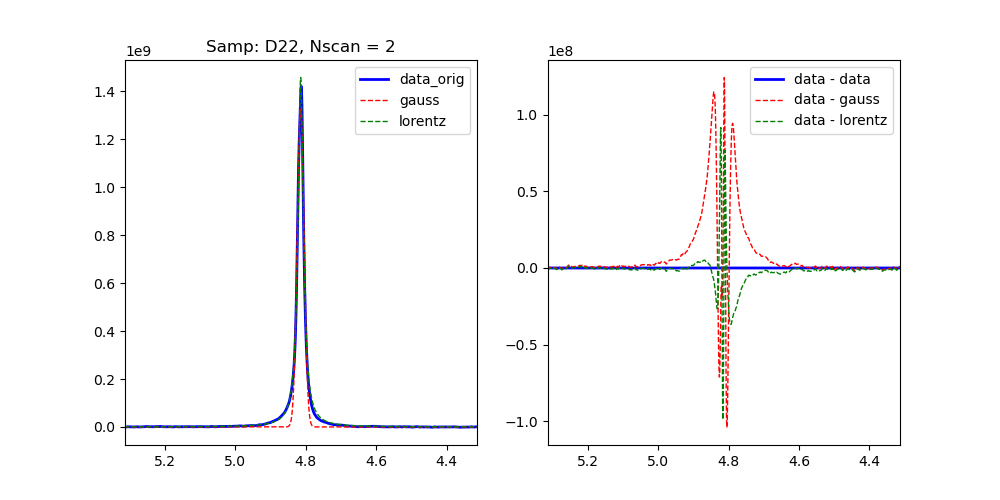 Samp: D22, Nscan = 2
1e9
data_orig
gauss
lorentz
1.4
1.2
1.0
0.8
0.6
0.4
0.2
0.0
5.2
5.0
4.8
4.6
4.4
1e8
data - data
data - gauss
data - lorentz
1.0
0.5
0.0
−0.5
−1.0
5.2
5.0
4.8
4.6
4.4